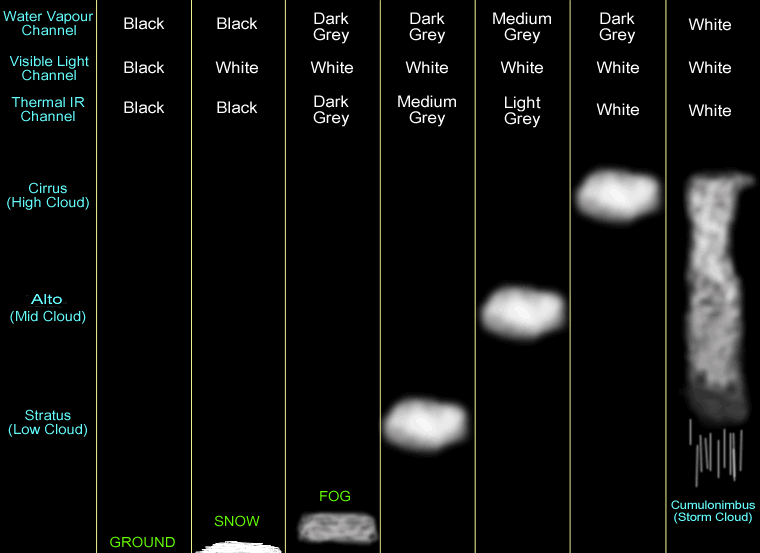 Water Vapour
Channel
Black
Black
Dark
Grey
Dark
Grey
Medium
Grey
Dark
Grey
White
Visible Light
Channel
Black
White
White
White
White
White
White
Thermal IR
Channel
Black
Black
Dark
Grey
Medium
Grey
Light
Grey
White
White
Cirrus
(High Cloud)
Alto
(Mid Cloud)
Stratus
(Low Cloud)
FOG
SNOW
GROUND
Cumulonimbus
(Storm Cloud)